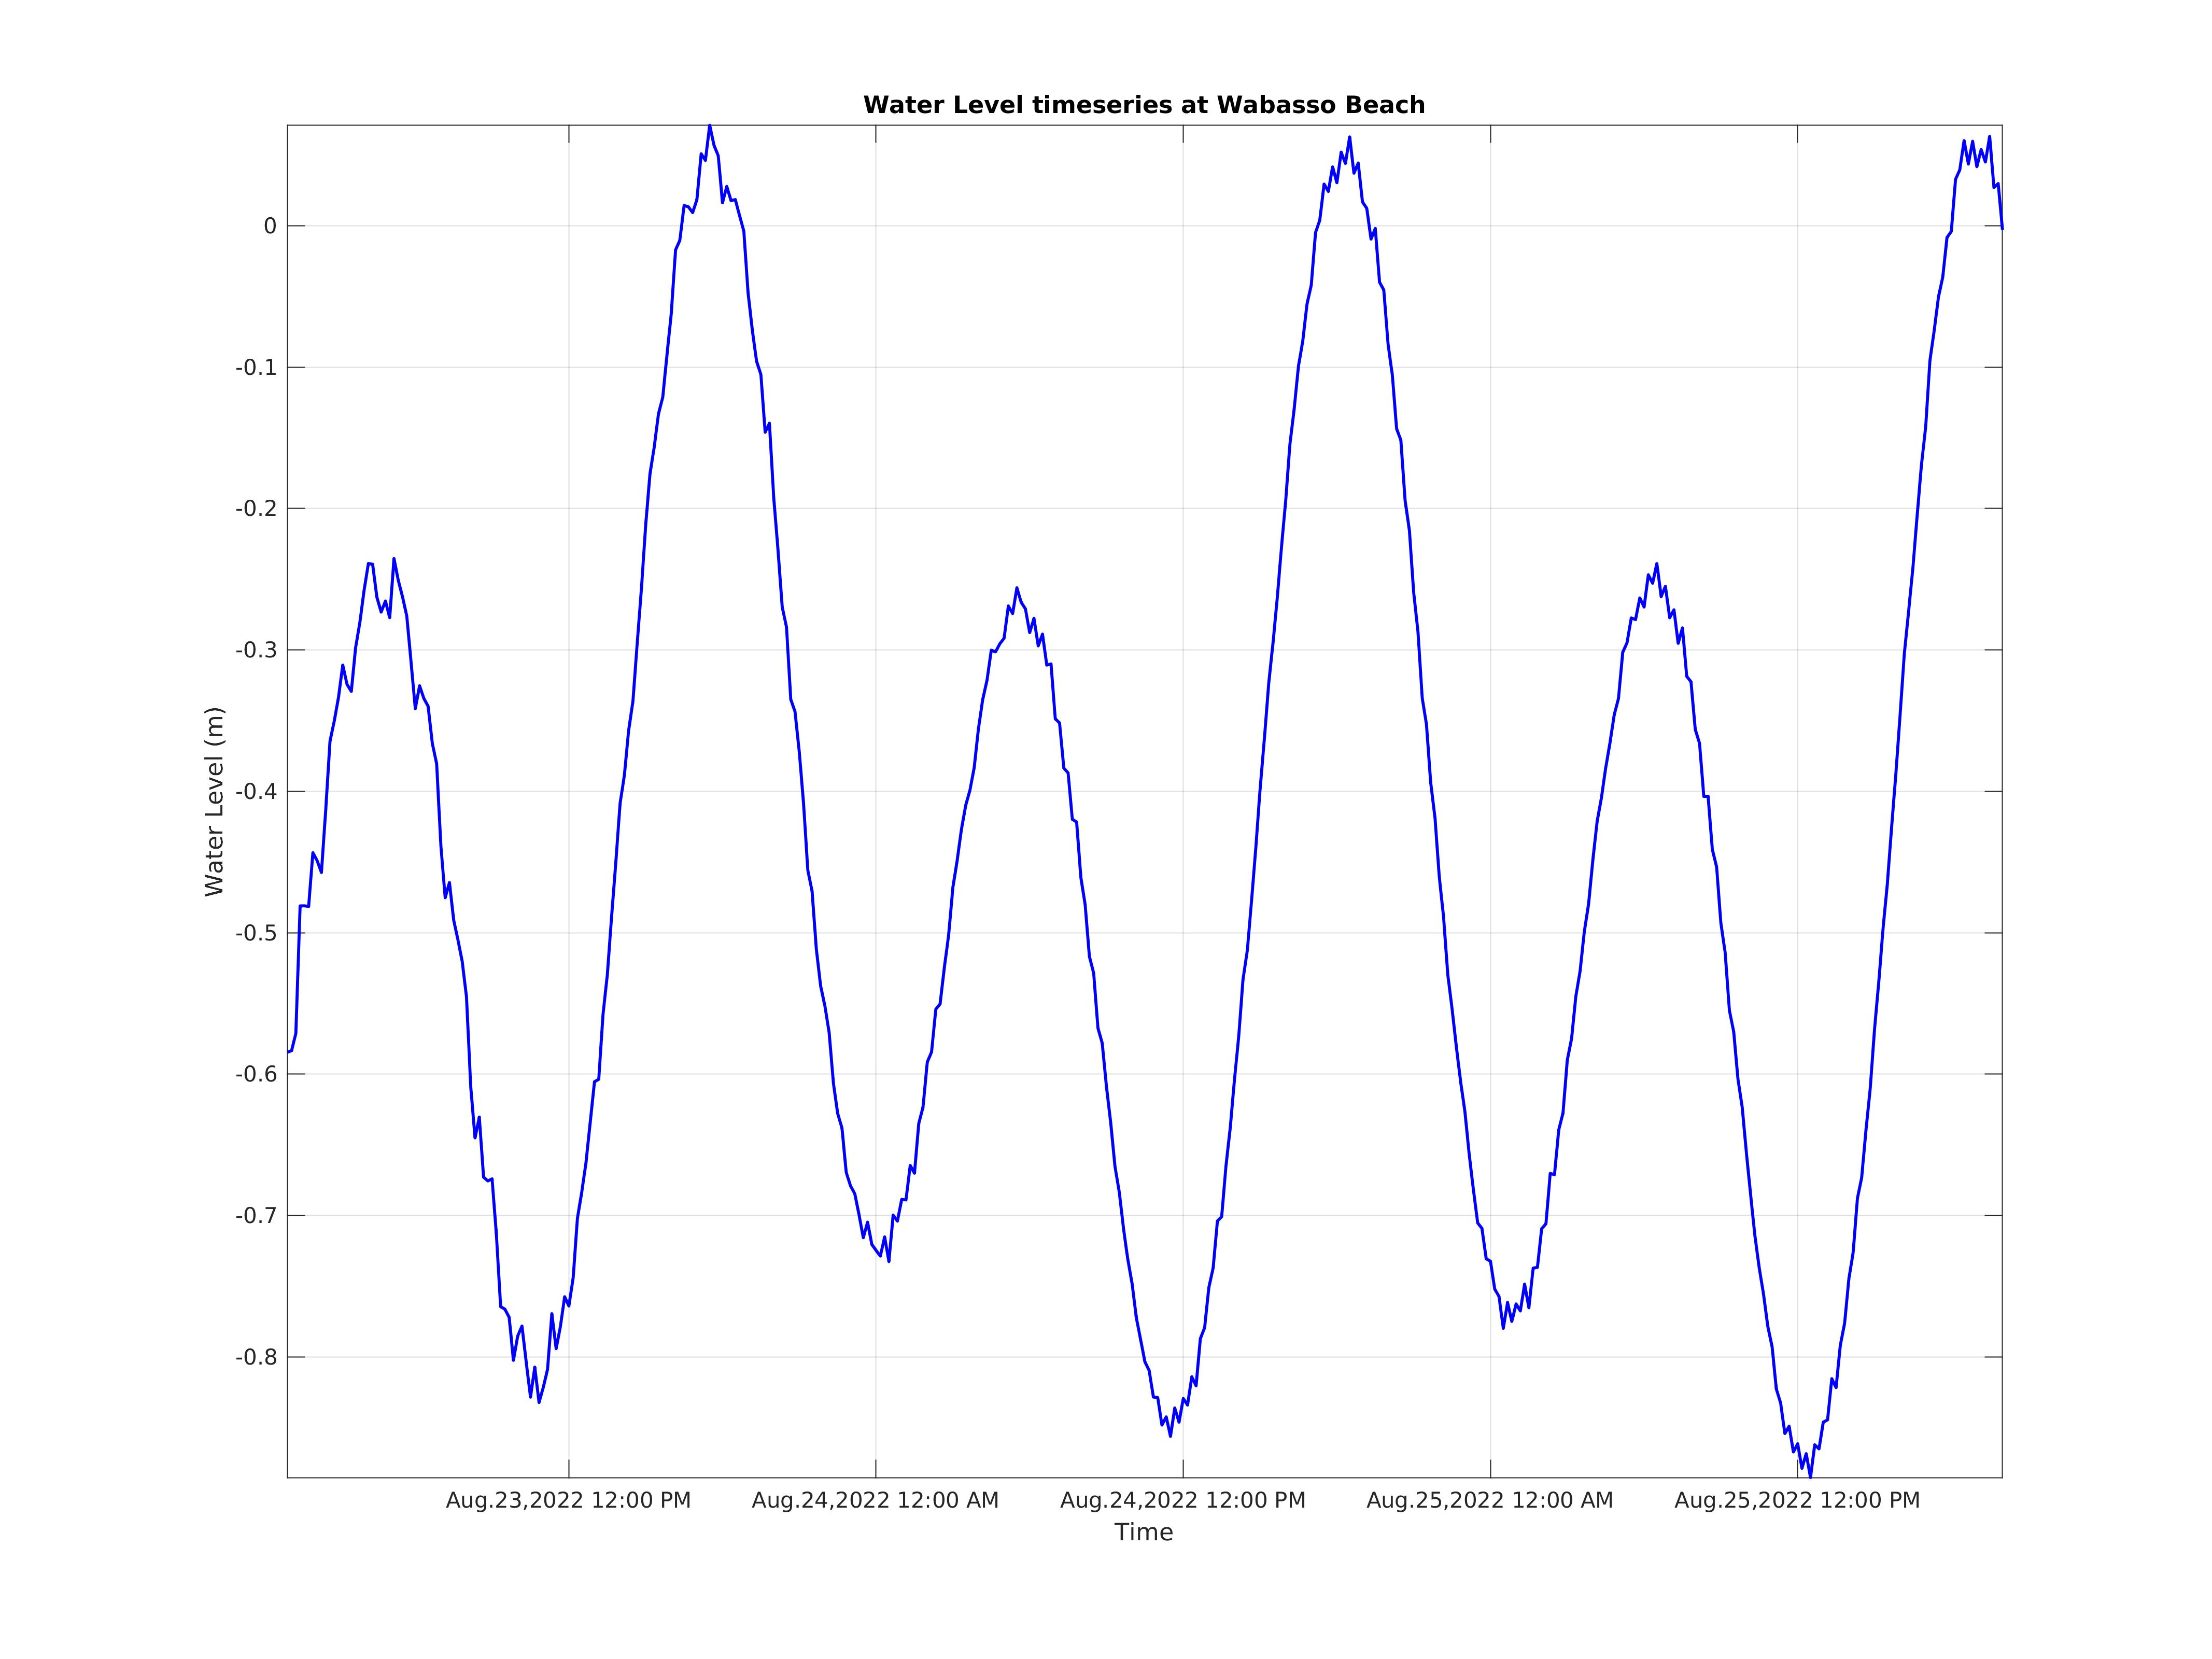 Water Level timeseries at Wabasso Beach
0
-0.1
-0.2
-0.3
-0.4
-0.5
-0.6
-0.7
-0.8
Water Level (m)
Aug.23,2022 12:00 PM
Aug.24,2022 12:00 AM
Aug.24,2022 12:00 PM
Aug.25,2022 12:00 AM
Aug.25,2022 12:00 PM
Time